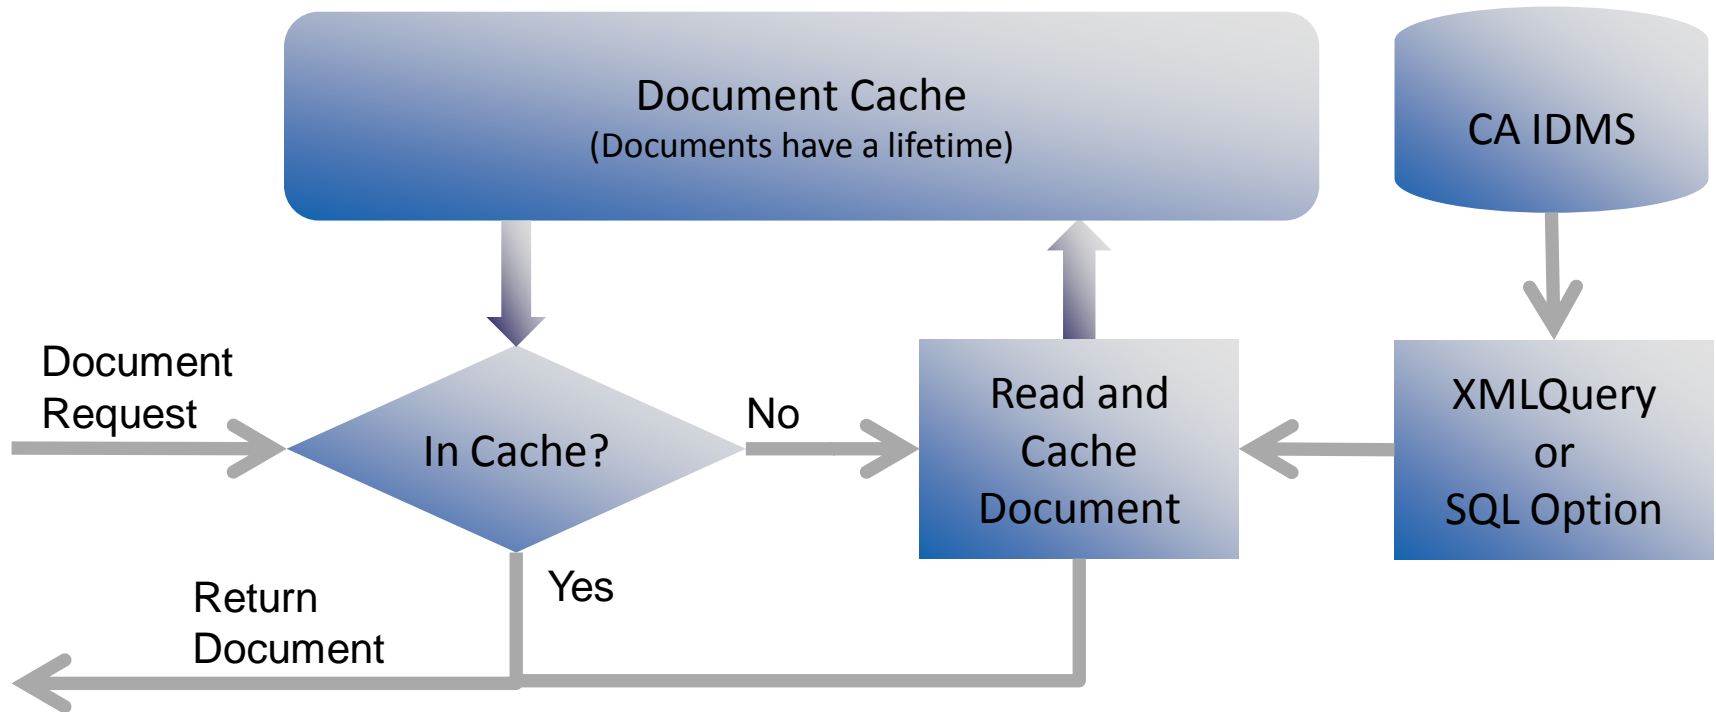 Document Cache
(Documents have a lifetime)
CA IDMS
Document
Request
In Cache?
No
Read and
Cache
Document
XMLQuery
or
SQL Option
Yes
Return
Document